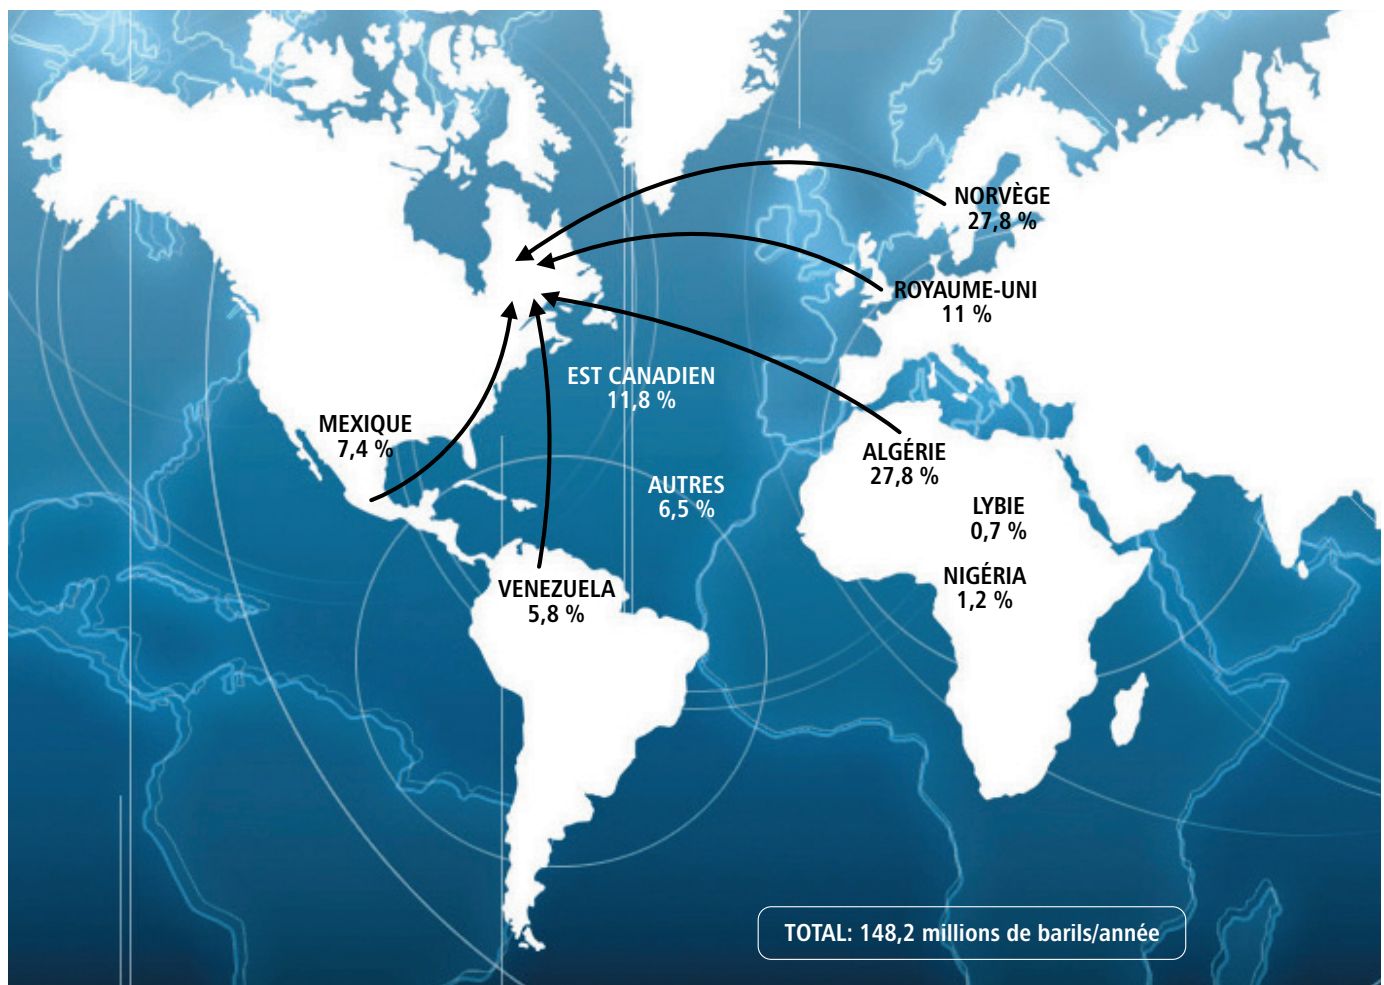 NORVÈGE
27,8 %
ROYAUME-UNI
11 %
EST CANADIEN
11,8 %
MEXIQUE
7,4 %
ALGÉRIE
27,8 %
AUTRES
6,5 %
LYBIE
0,7 %
NIGÉRIA
1,2 %
VENEZUELA
5,8 %
TOTAL: 148,2 millions de barils/année